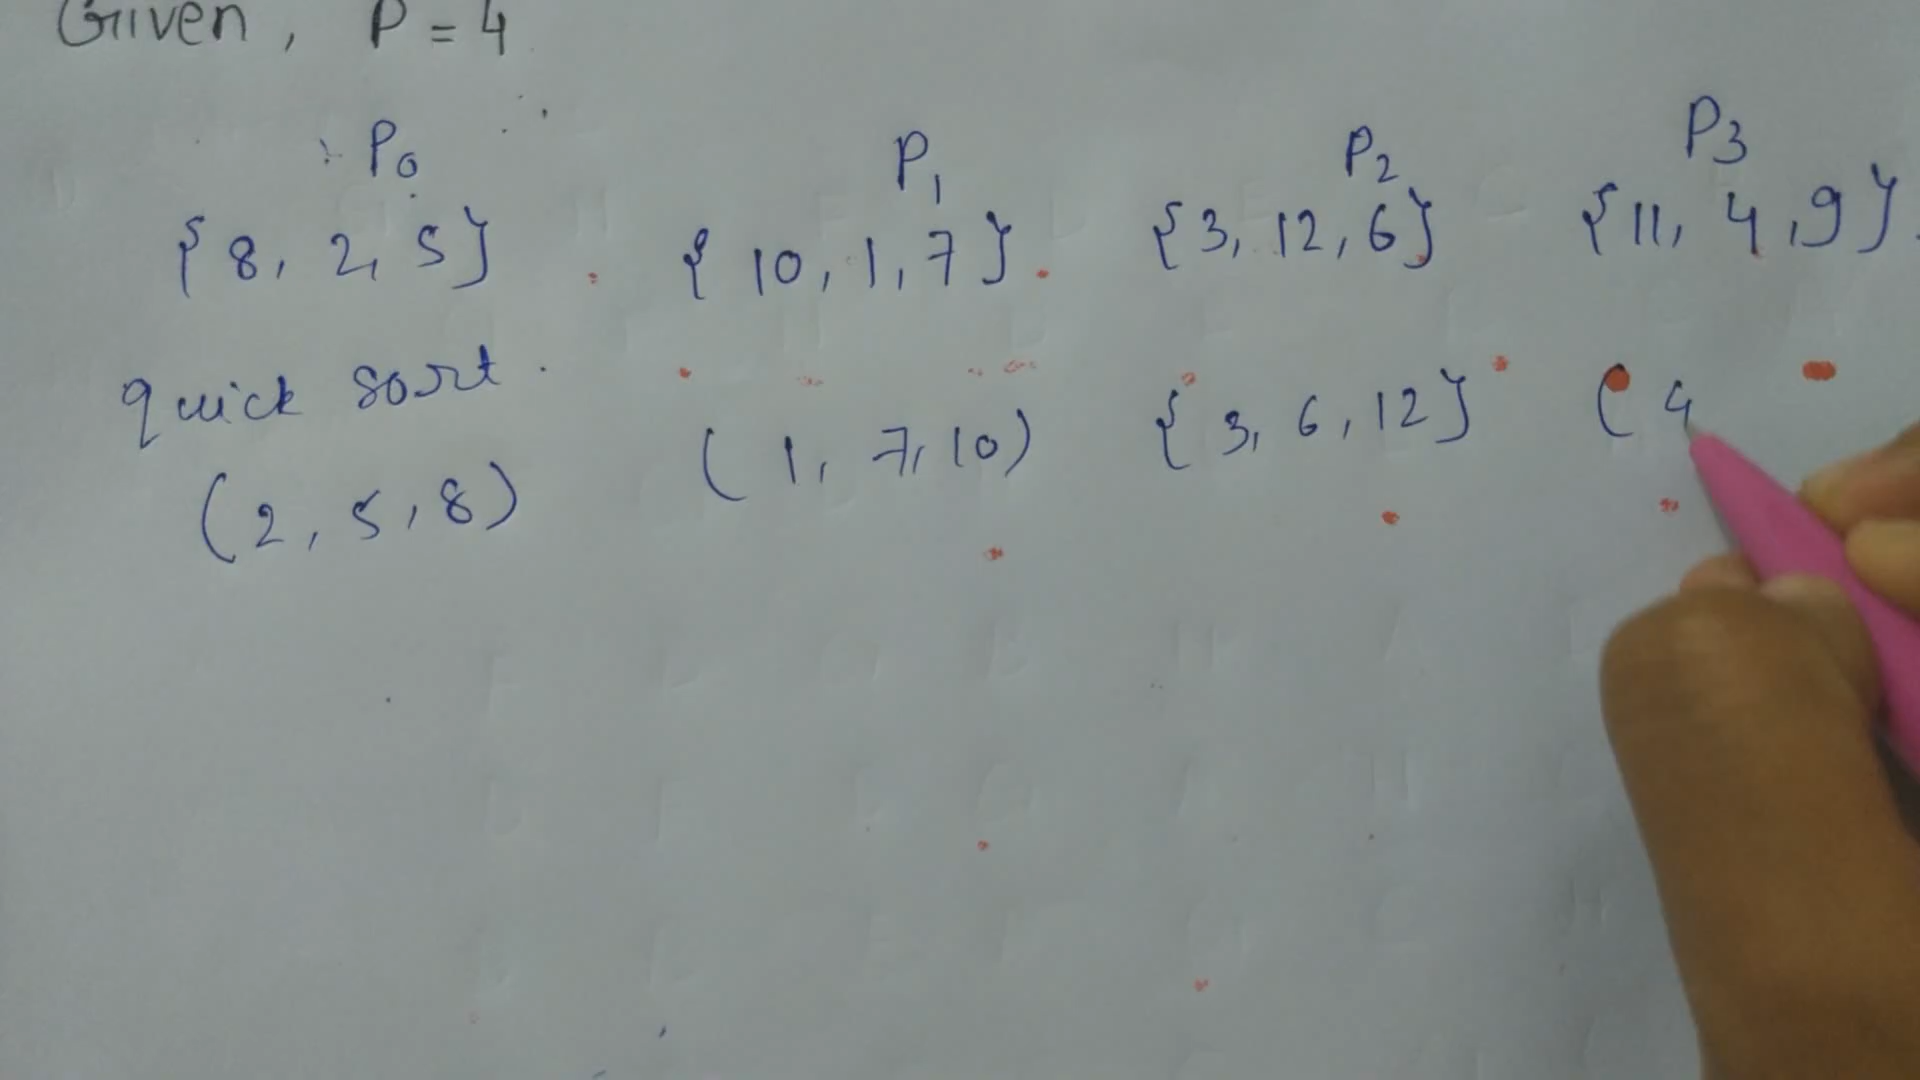 Given, P = 4
P0 P1 P2 P3
{8, 2, 5} {10, 1, 7} {3, 12, 6} {11, 4, 9}
quick sort.
(2, 5, 8) (1, 7, 10) {3, 6, 12} (4